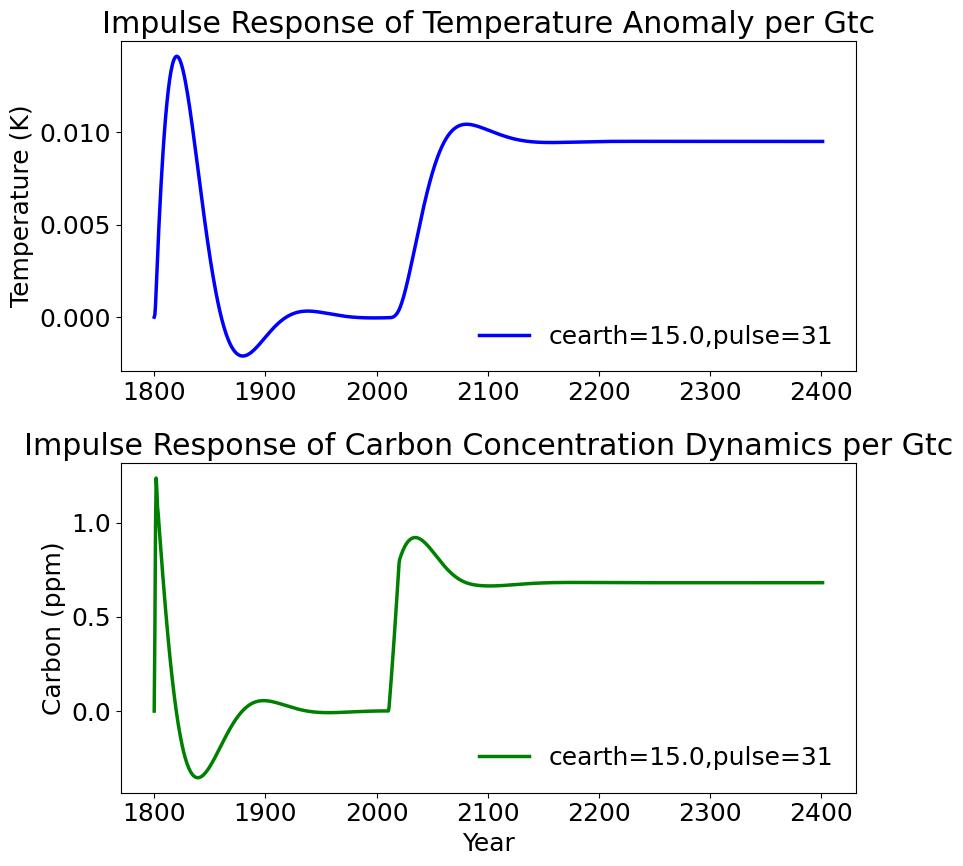 Impulse Response of Temperature Anomaly per Gtc
Temperature (K)
0.010
0.005
0.000
cearth=15.0,pulse=31
1800 1900 2000 2100 2200 2300 2400
Impulse Response of Carbon Concentration Dynamics per Gtc
Carbon (ppm)
1.0
0.5
0.0
cearth=15.0,pulse=31
1800 1900 2000 2100 2200 2300 2400
Year